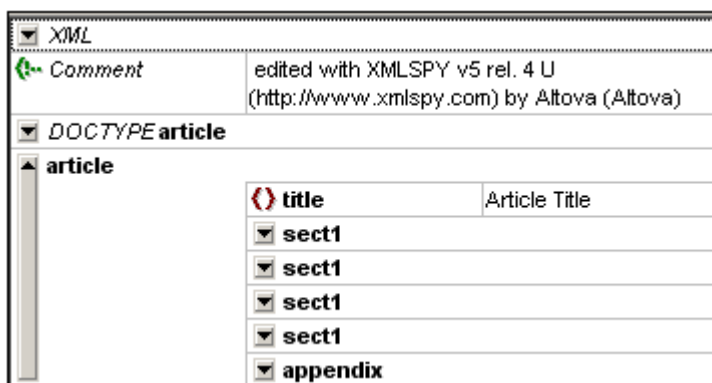 XML
Comment edited with XMLSPY v5 rel. 4 U
(http://www.xmlspy.com) by Altova (Altova)
DOCTYPE article
article
title Article Title
sect1
sect1
sect1
sect1
appendix